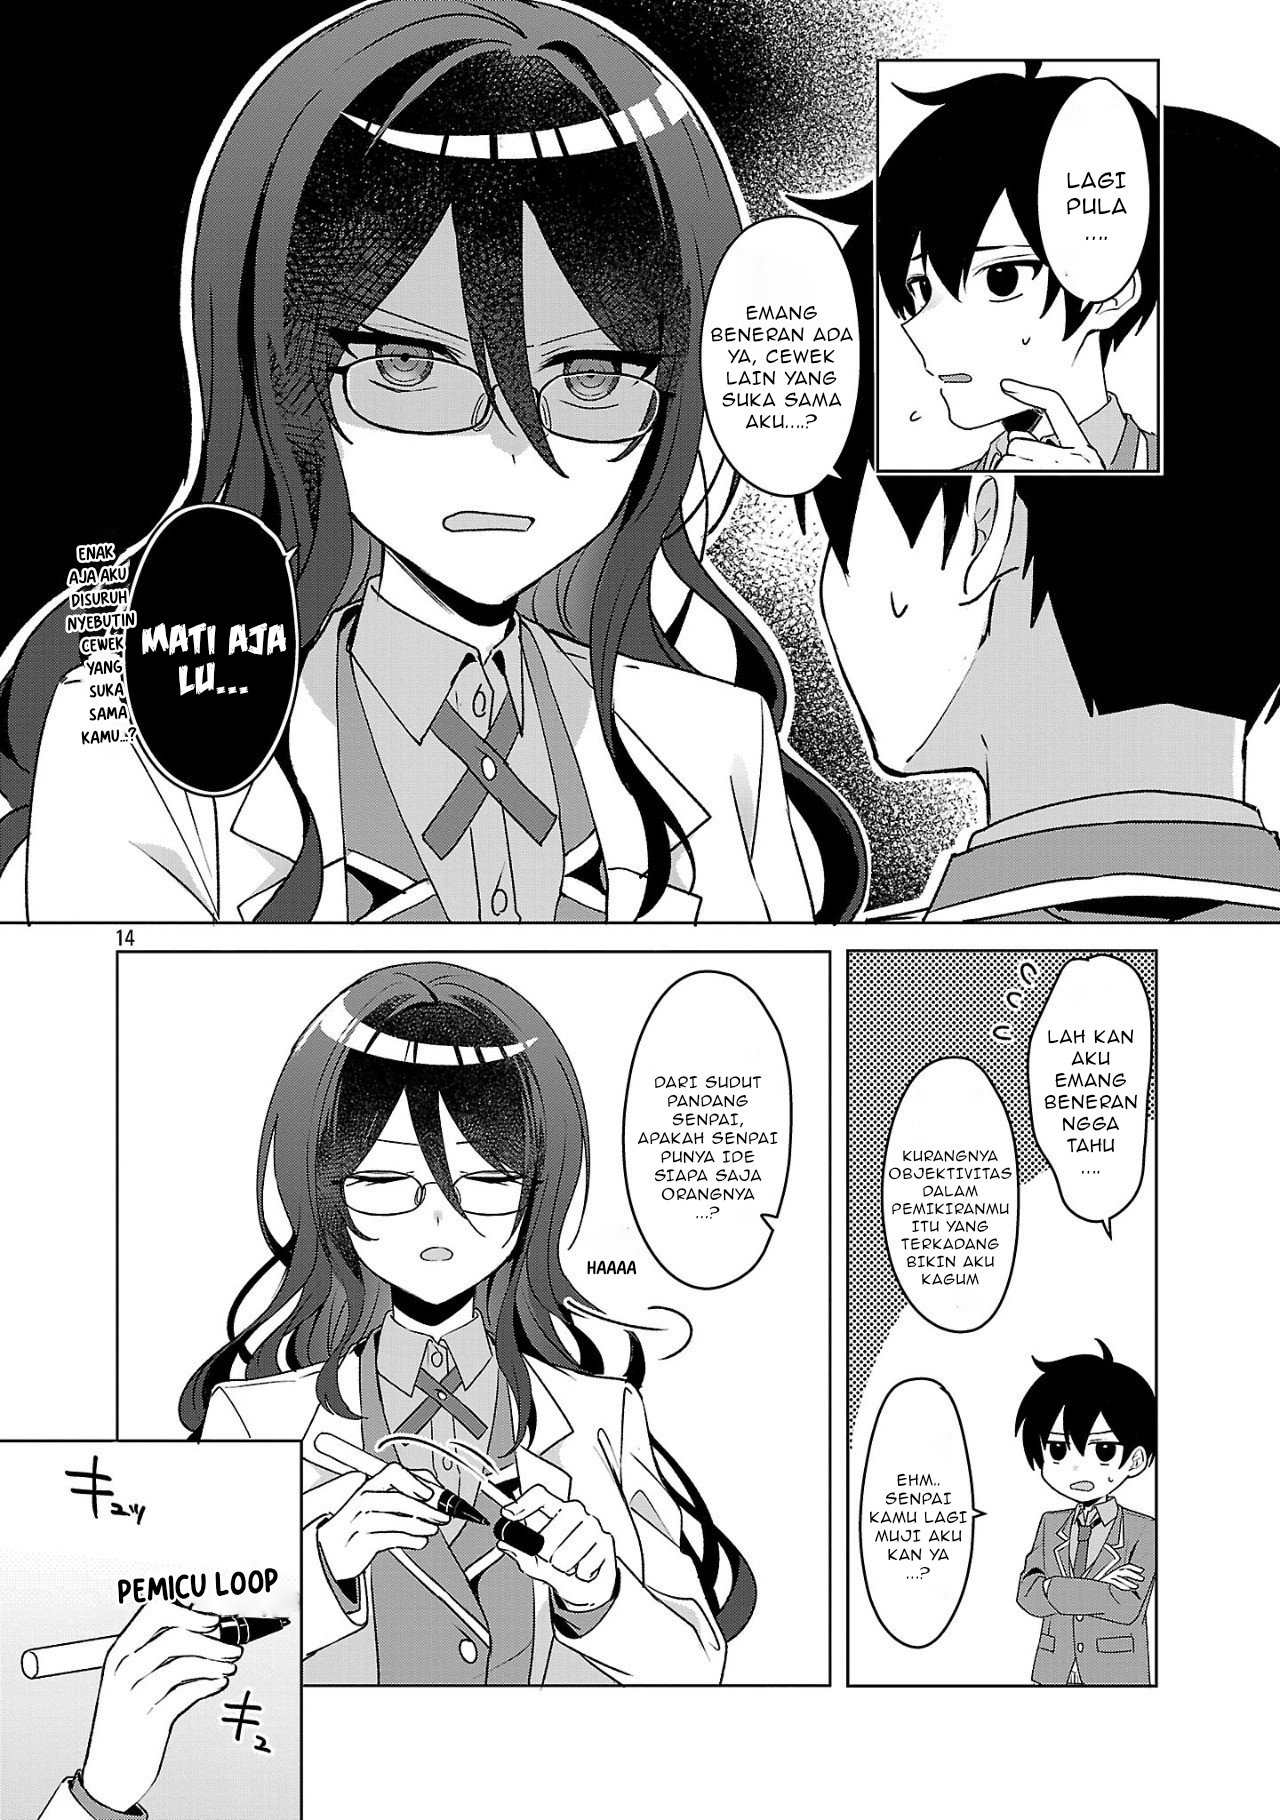 LAGI
PULA
....
EMANG
BENERAN ADA
YA, CEWEK
LAIN YANG
SUKA SAMA
AKU....?
MATI AJA
LU...
ENAK
AJA AKU
DISURUH
NYEBUTIN
CEWEK
YANG
SUKA
SAMA
KAMU..?
14
LAH KAN
AKU
EMANG
BENERAN
NGGA
TAHU
....
KURANGNYA
OBJEKTIVITAS
DALAM
PEMIKIRANMU
ITU YANG
TERKADANG
BIKIN AKU
KAGUM
EHM..
SENPAI
KAMU LAGI
MUJI AKU
KAN YA
...?
DARI SUDUT
PANDANG
SENPAI,
APAKAH SENPAI
PUNYA IDE
SIAPA SAJA
ORANGNYA
...?
HAAAA
キュッ
PEMICU LOOP
キュ